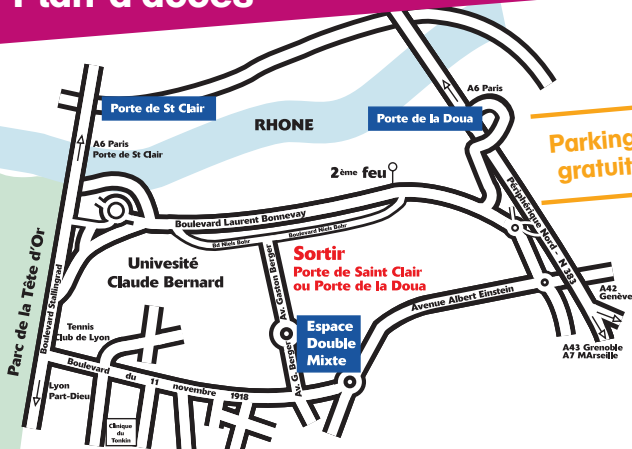 Plan d'accès
Porte de St Clair
A6 Paris
Porte de St Clair
RHONE
A6 Paris
Porte de la Doua
Parking
gratuit
2ème feu
Boulevard Laurent Bonnevay
Bd Niels Bohr
Boulevard Niels Bohr
Périphérique Nord - N 383
Parc de la Tête d'Or
Boulevard Stalingrad
Univesité
Claude Bernard
Av. Gaston Berger
Sortir
Porte de Saint Clair
ou Porte de la Doua
Avenue Albert Einstein
A42
Genève
A43 Grenoble
A7 MArseille
Tennis
Club de Lyon
Espace
Double
Mixte
Av. G. Berger
Boulevard du 11 novembre 1918
Lyon
Part-Dieu
Clinique
du
Tonkin